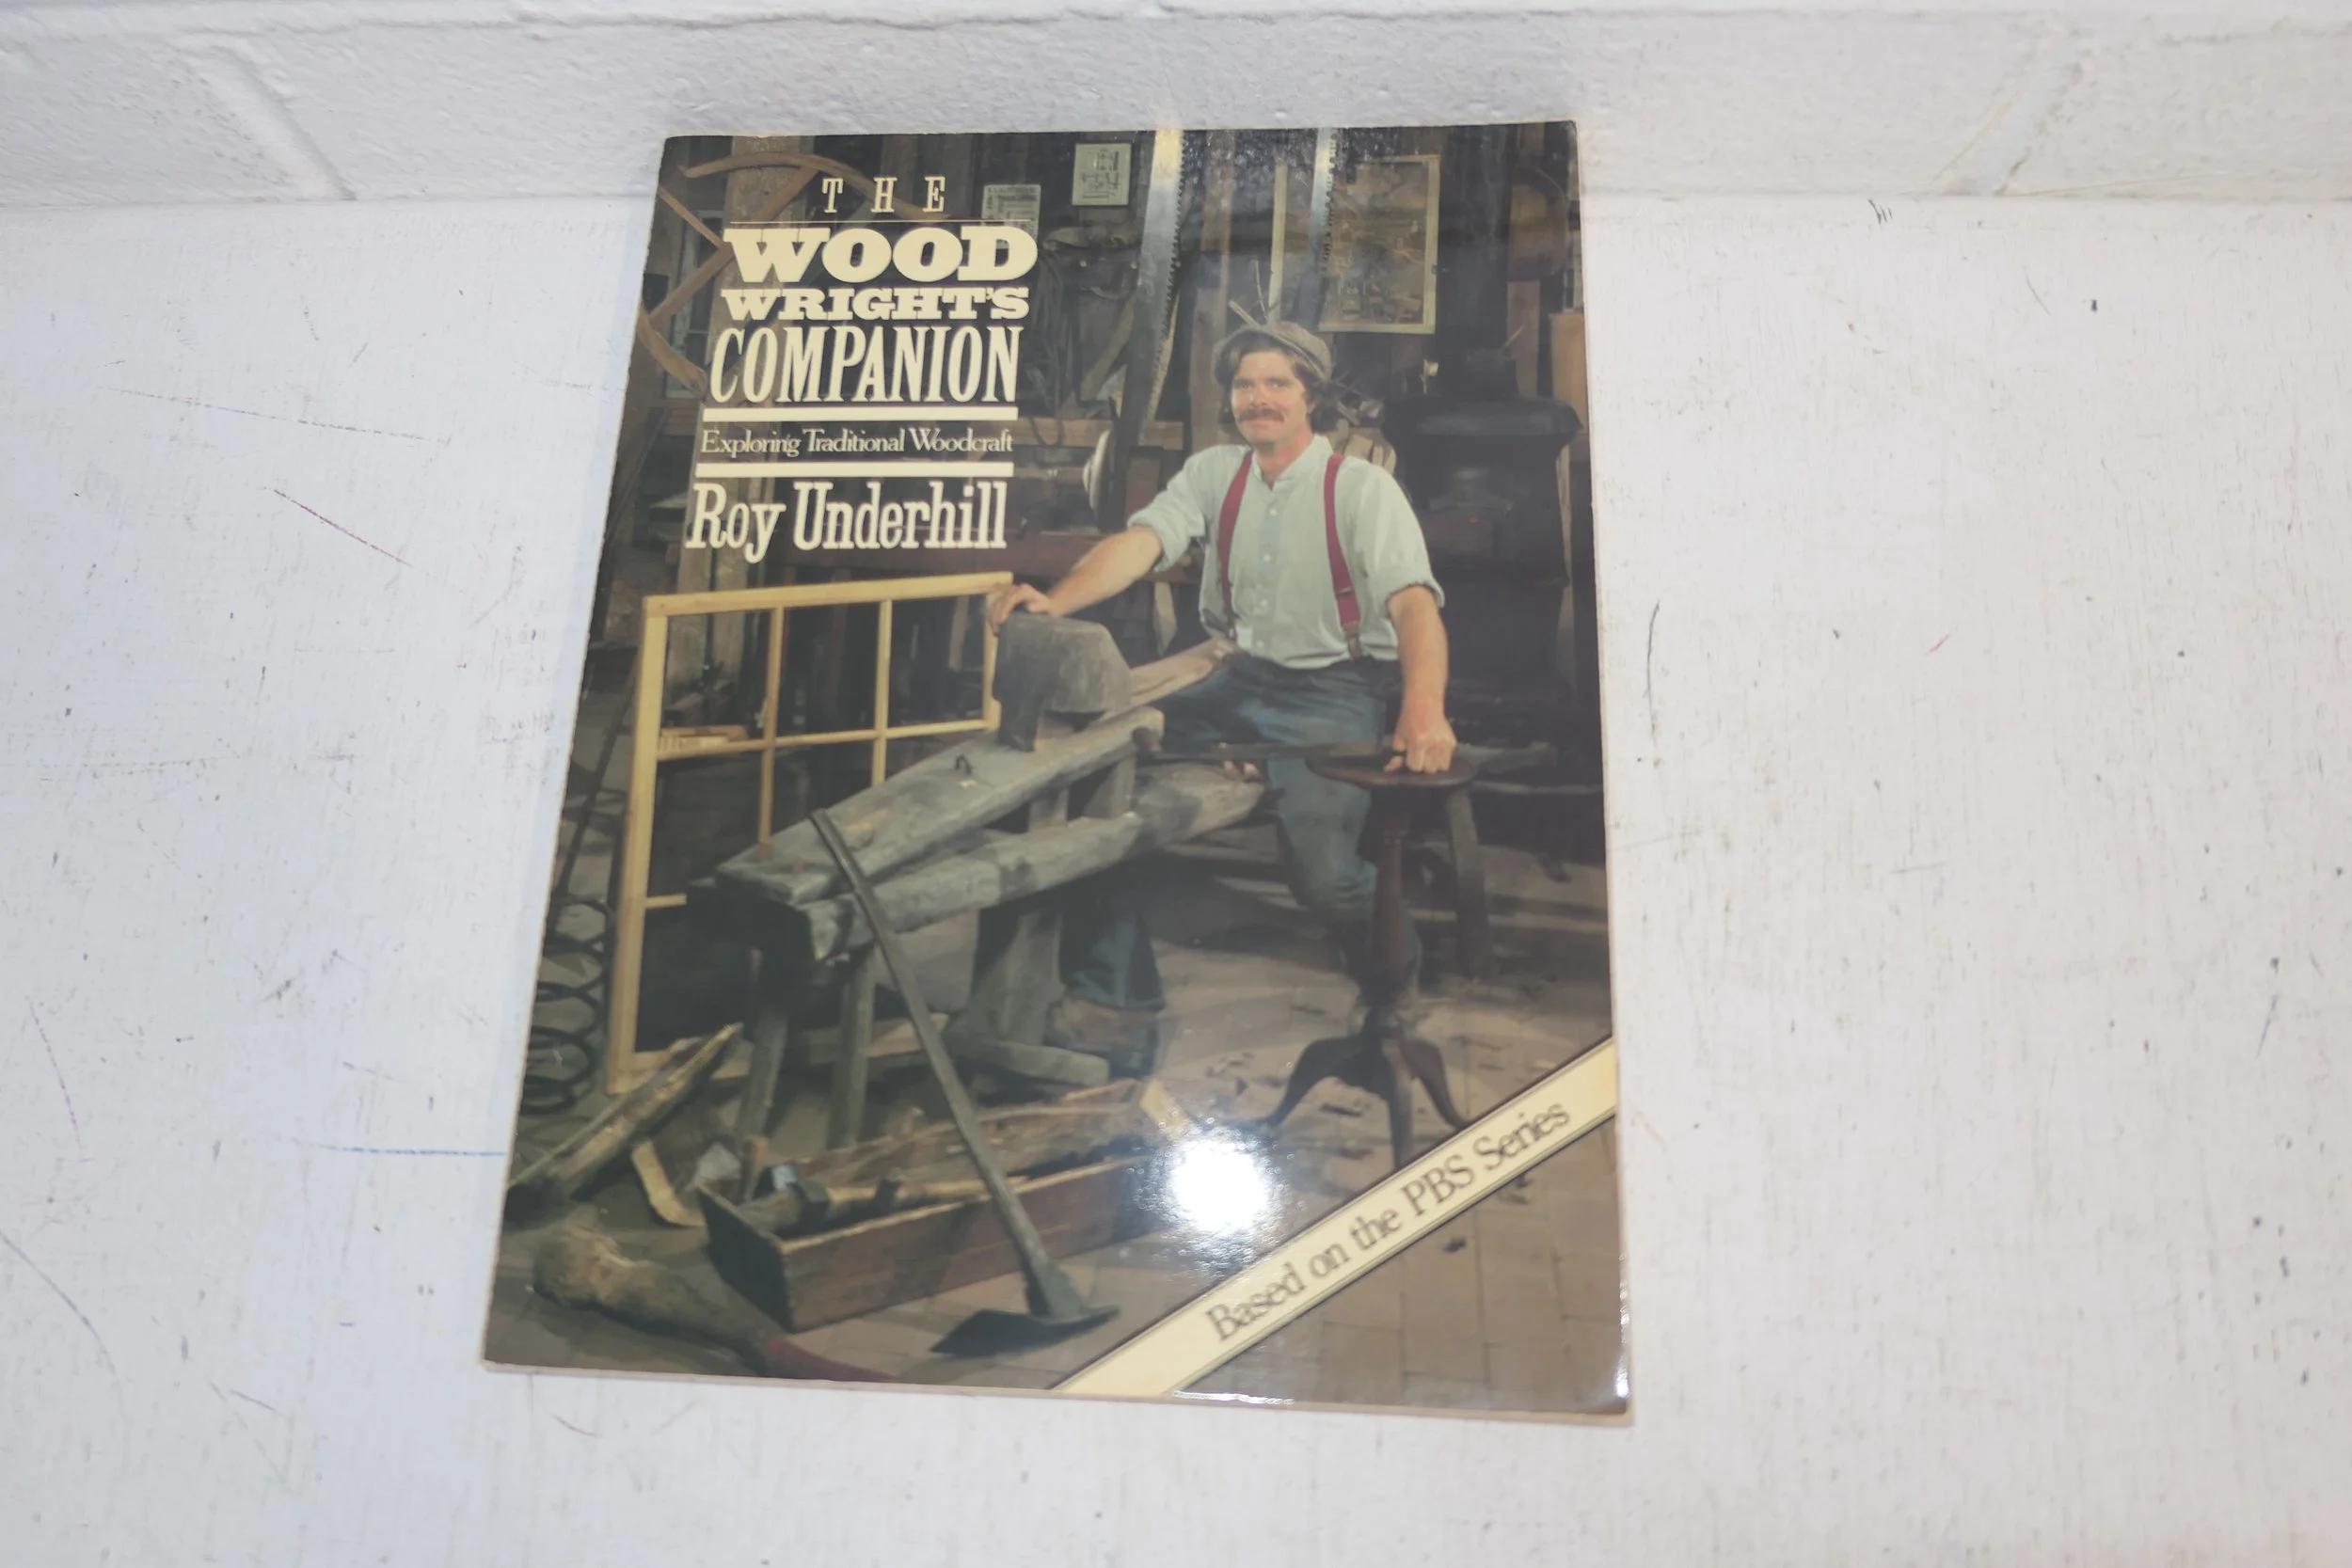 THE
WOOD
WRIGHT'S
COMPANION
Exploring Traditional Woodcraft
Roy Underhill
Based on the PBS Series